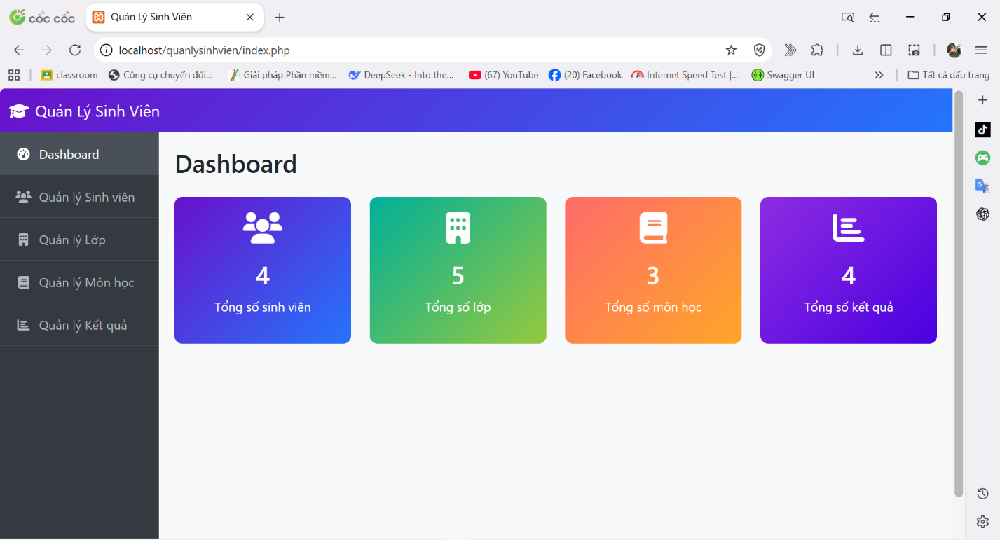 cốc cốc
Quản Lý Sinh Viên
localhost/quanlysinhvien/index.php
classroom
Công cụ chuyển đổi...
Giải pháp Phần mềm...
DeepSeek - Into the...
(67) YouTube
(20) Facebook
Internet Speed Test |...
Swagger UI
Tất cả dấu trang
Quản Lý Sinh Viên
Dashboard
Quản lý Sinh viên
Quản lý Lớp
Quản lý Môn học
Quản lý Kết quả
Dashboard
4
Tổng số sinh viên
5
Tổng số lớp
3
Tổng số môn học
4
Tổng số kết quả